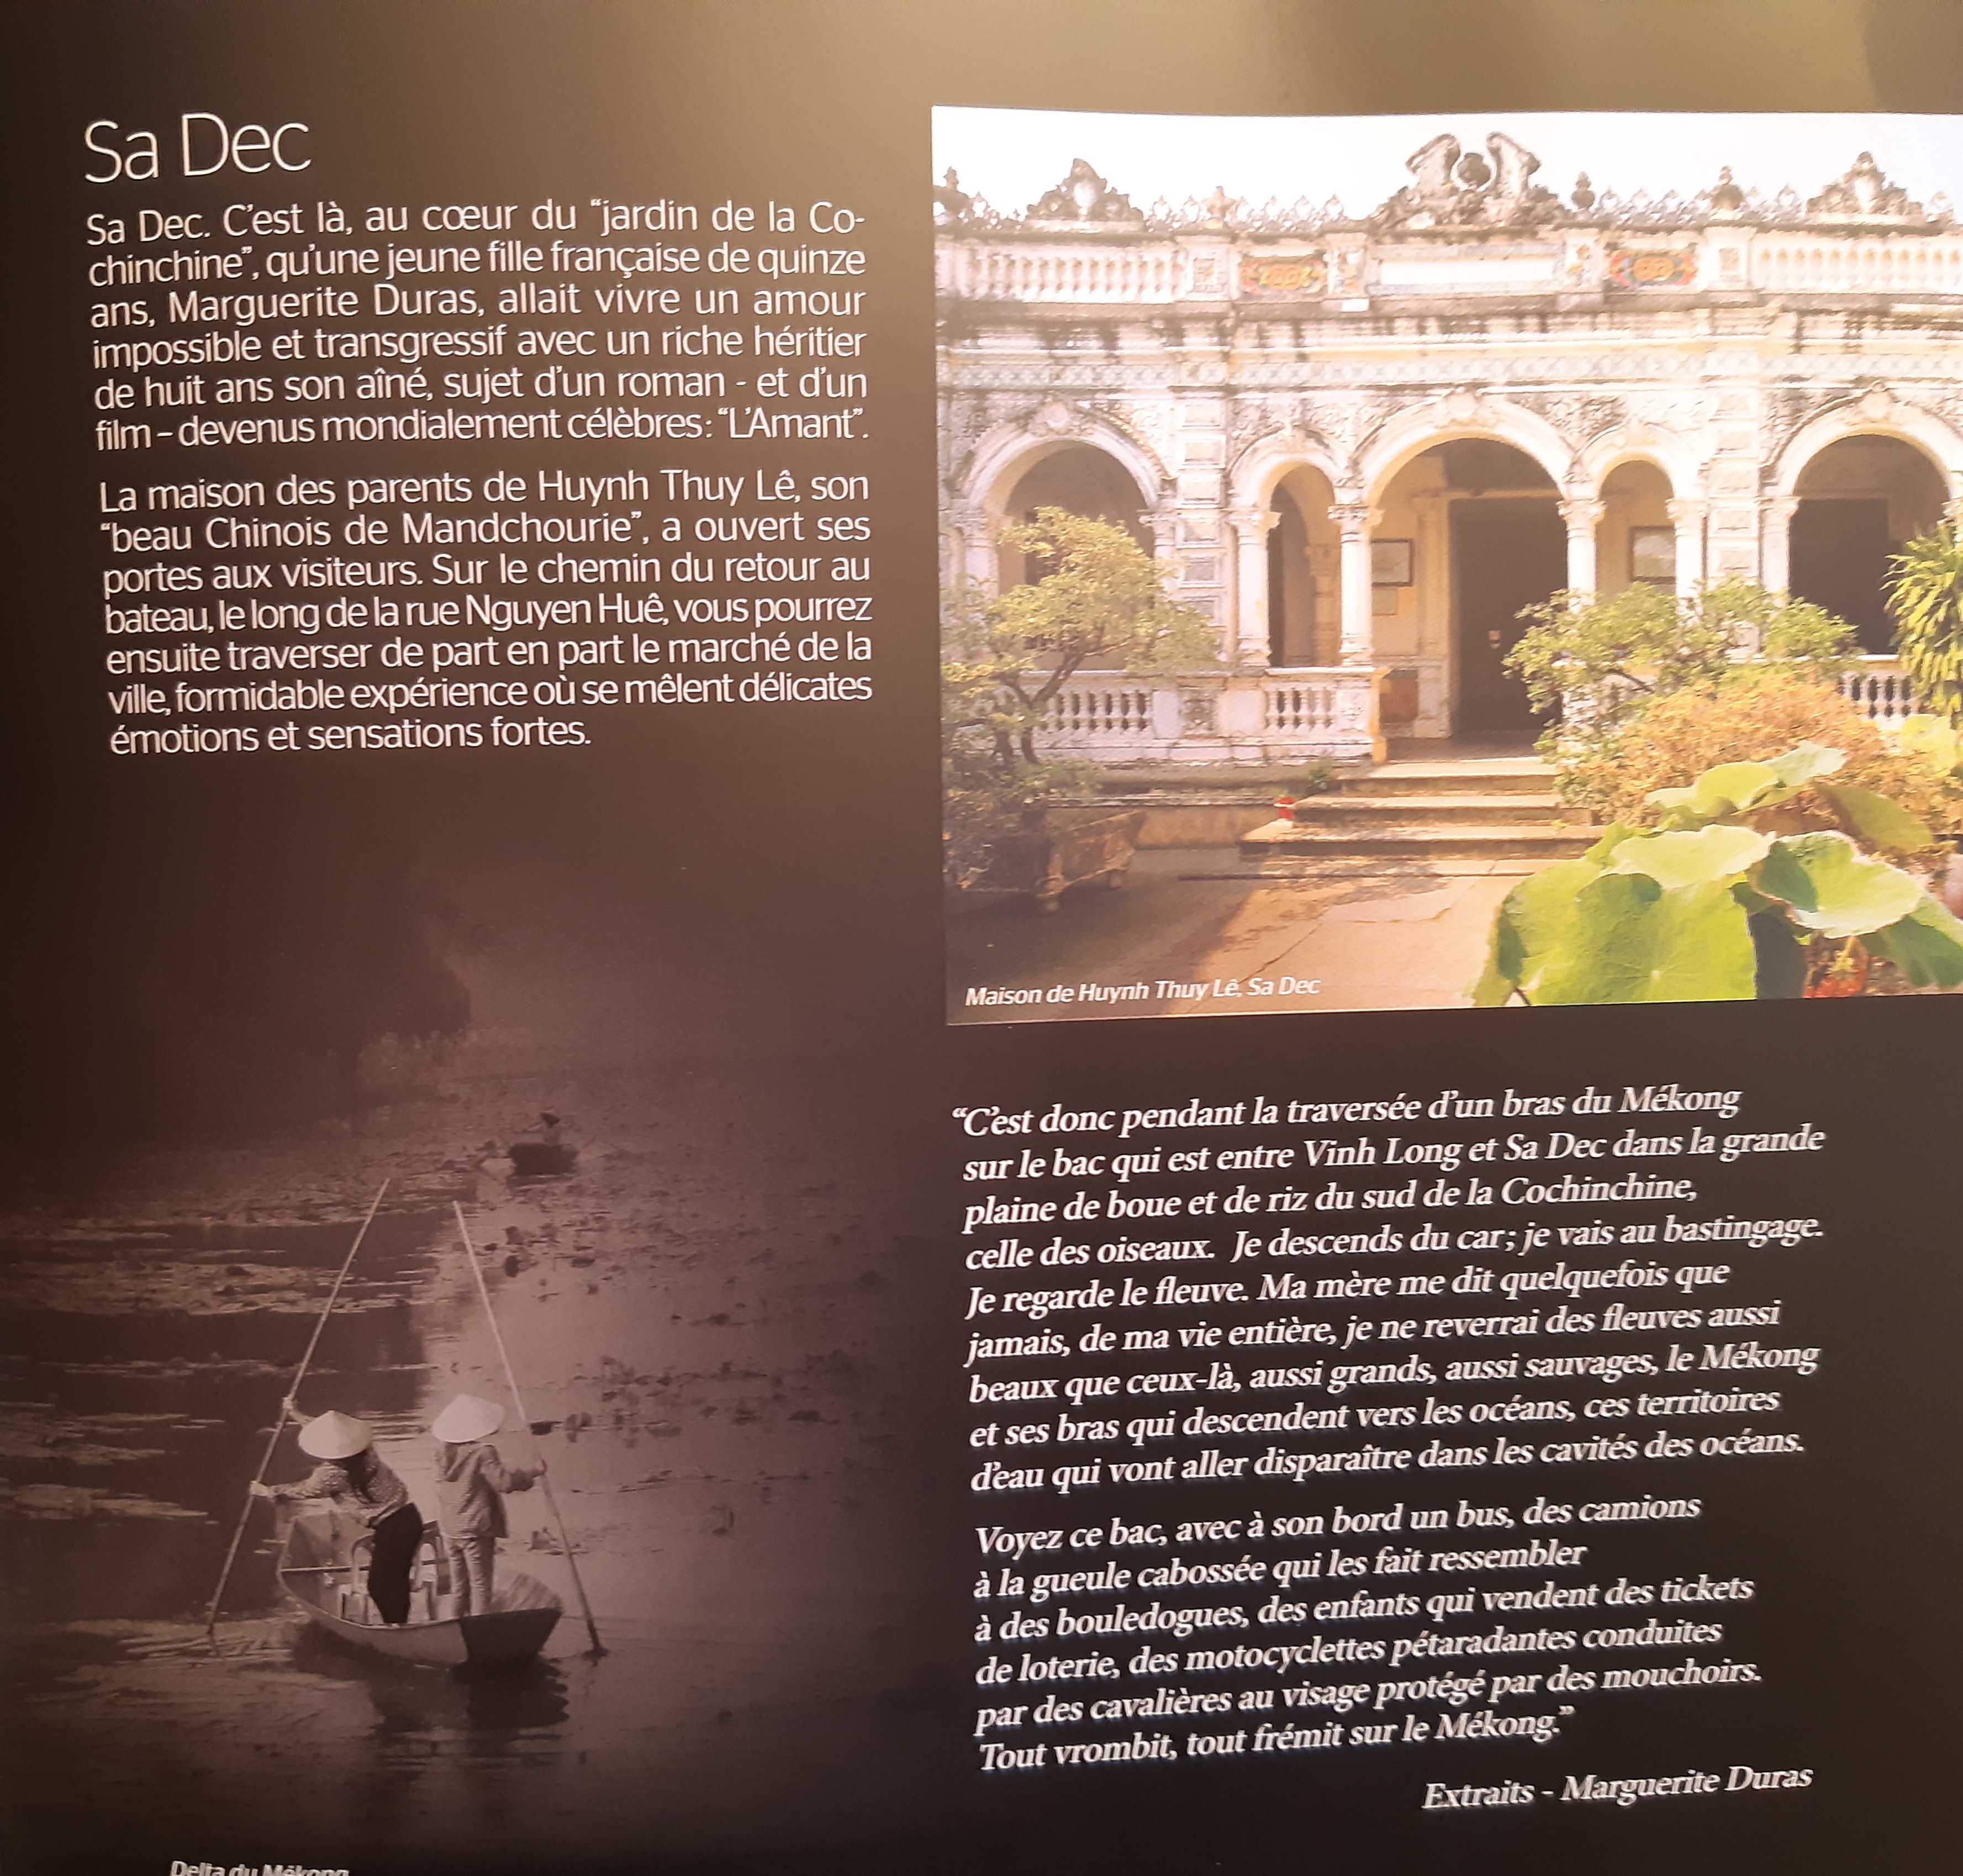 Sa Dec
Sa Dec. C'est là, au cœur du “jardin de la Co-
chinchine”, qu'une jeune fille française de quinze
ans, Marguerite Duras, allait vivre un amour
impossible et transgressif avec un riche héritier
de huit ans son aîné, sujet d'un roman - et d'un
film – devenus mondialement célèbres: “L'Amant”.
La maison des parents de Huynh Thuy Lê, son
“beau Chinois de Mandchourie”, a ouvert ses
portes aux visiteurs. Sur le chemin du retour au
bateau, le long de la rue Nguyen Huê, vous pourrez
ensuite traverser de part en part le marché de la
ville, formidable expérience où se mêlent délicates
émotions et sensations fortes.
Maison de Huynh Thuy Lê, Sa Dec
“C'est donc pendant la traversée d'un bras du Mékong
sur le bac qui est entre Vinh Long et Sa Dec dans la grande
plaine de boue et de riz du sud de la Cochinchine,
celle des oiseaux. Je descends du car; je vais au bastingage.
Je regarde le fleuve. Ma mère me dit quelquefois que
jamais, de ma vie entière, je ne reverrai des fleuves aussi
beaux que ceux-là, aussi grands, aussi sauvages, le Mékong
et ses bras qui descendent vers les océans, ces territoires
d'eau qui vont aller disparaître dans les cavités des océans.
Voyez ce bac, avec à son bord un bus, des camions
à la gueule cabossée qui les fait ressembler
à des bouledogues, des enfants qui vendent des tickets
de loterie, des motocyclettes pétaradantes conduites
par des cavalières au visage protégé par des mouchoirs.
Tout vrombit, tout frémit sur le Mékong.”
Extraits - Marguerite Duras
Delta du Mékong